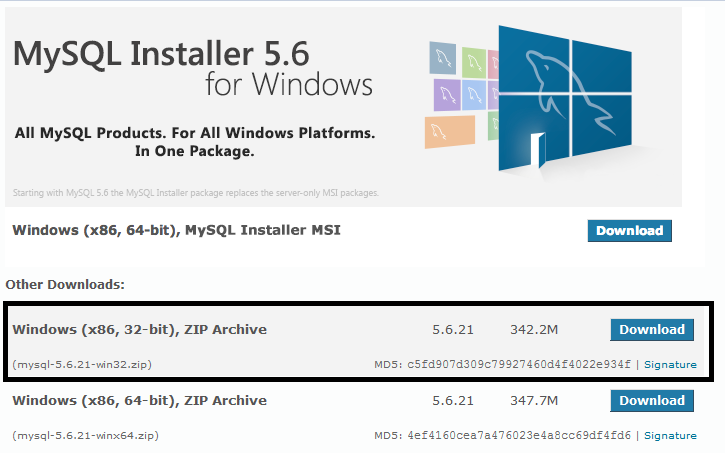 MySQL Installer 5.6
for Windows
All MySQL Products. For All Windows Platforms.
In One Package.
Starting with MySQL 5.6 the MySQL Installer package replaces the server-only MSI packages.
Windows (x86, 64-bit), MySQL Installer MSI Download
Other Downloads:
Windows (x86, 32-bit), ZIP Archive 5.6.21 342.2M Download
(mysql-5.6.21-win32.zip) MD5: c5fd907d309c79927460d4f4022e934f | Signature
Windows (x86, 64-bit), ZIP Archive 5.6.21 347.7M Download
(mysql-5.6.21-winx64.zip) MD5: 4ef4160cea7a476023e4a8cc69df4fd6 | Signature